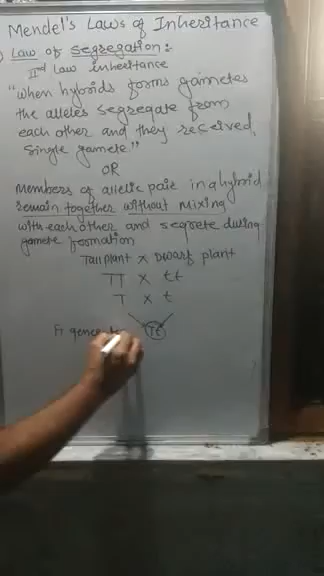 Mendel's Laws of Inheritance
Law of segregation:-
IInd Law inheritance
"When hybrids forms gametes
the alleles segregate from
each other and they received
single gamete."
OR
Members of allelic pair in a hybrid
remain together without mixing
with each other and segrete during
gamete formation
Tall plant x Dwarf plant
TT x tt
T x t
F1 Tt